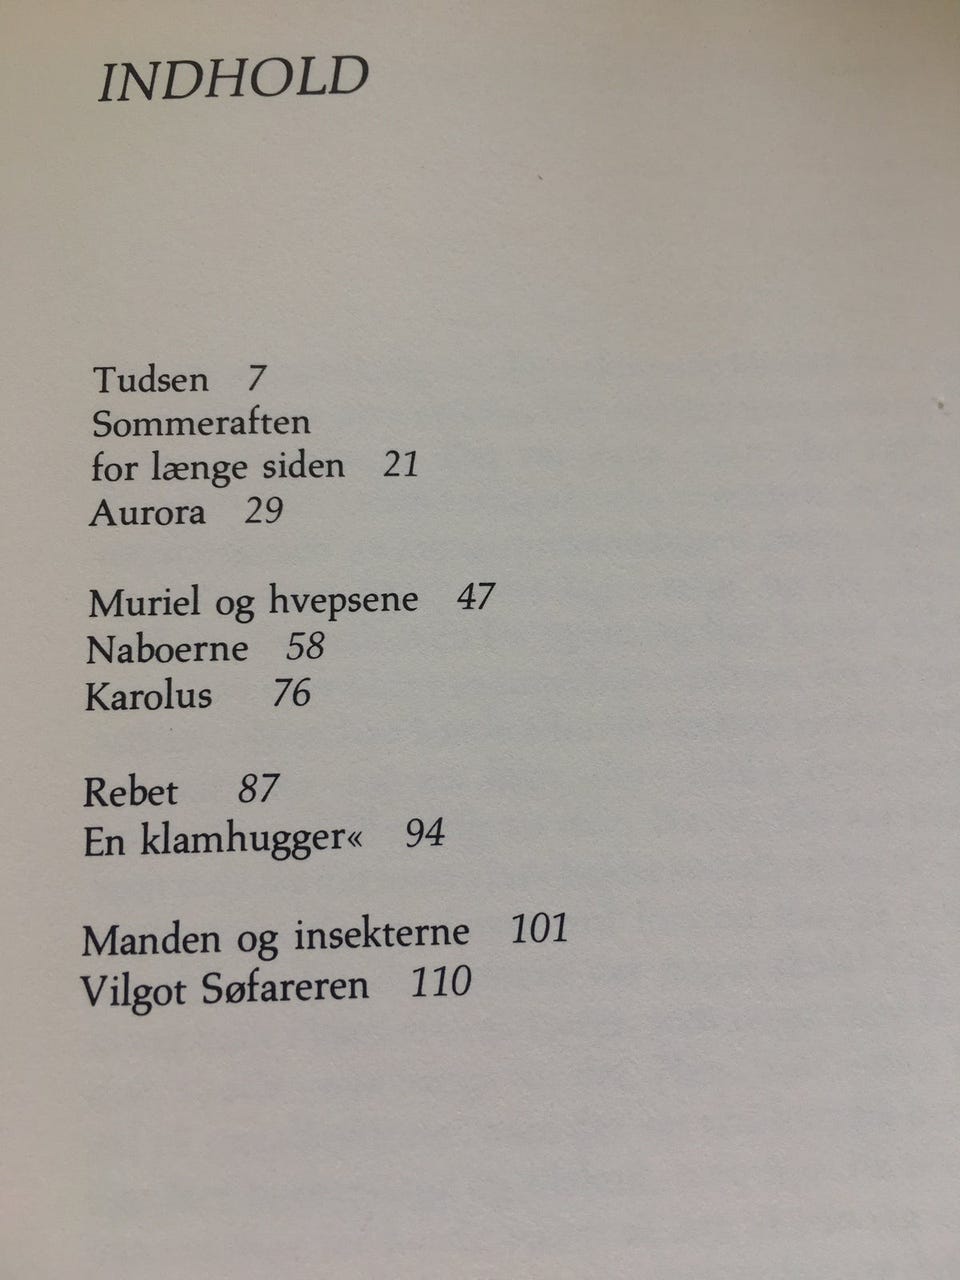 INDHOLD
Tudsen 7
Sommeraften
for længe siden 21
Aurora 29
Muriel og hvepsene 47
Naboerne 58
Karolus 76
Rebet 87
En klamhugger« 94
Manden og insekterne 101
Vilgot Søfareren 110